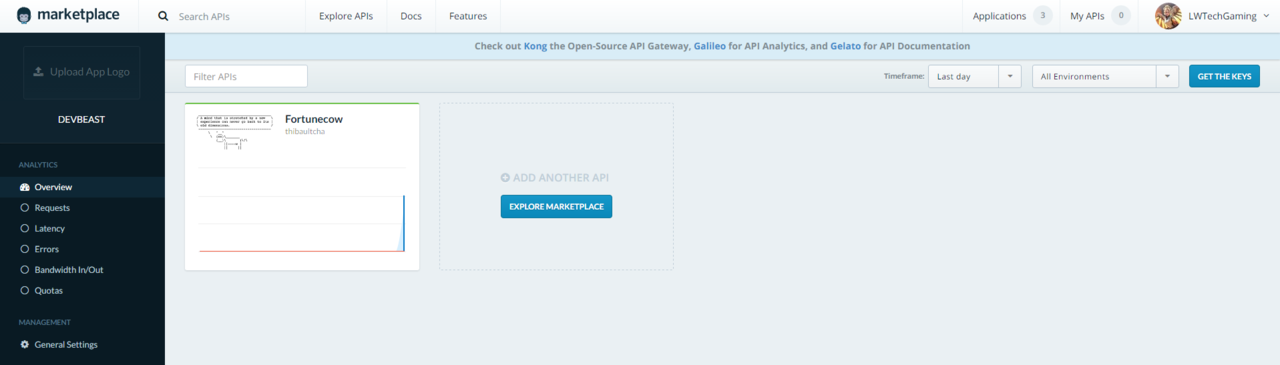 marketplace
Search APIs
Explore APIs
Docs
Features
Applications 3
My APIs 0
LWTechGaming
Upload App Logo
DEVBEAST
ANALYTICS
Overview
Requests
Latency
Errors
Bandwidth In/Out
Quotas
MANAGEMENT
General Settings
Check out Kong the Open-Source API Gateway, Galileo for API Analytics, and Gelato for API Documentation
Filter APIs
Timeframe: Last day
All Environments
GET THE KEYS
Fortunecow
thibaultcha
ADD ANOTHER API
EXPLORE MARKETPLACE